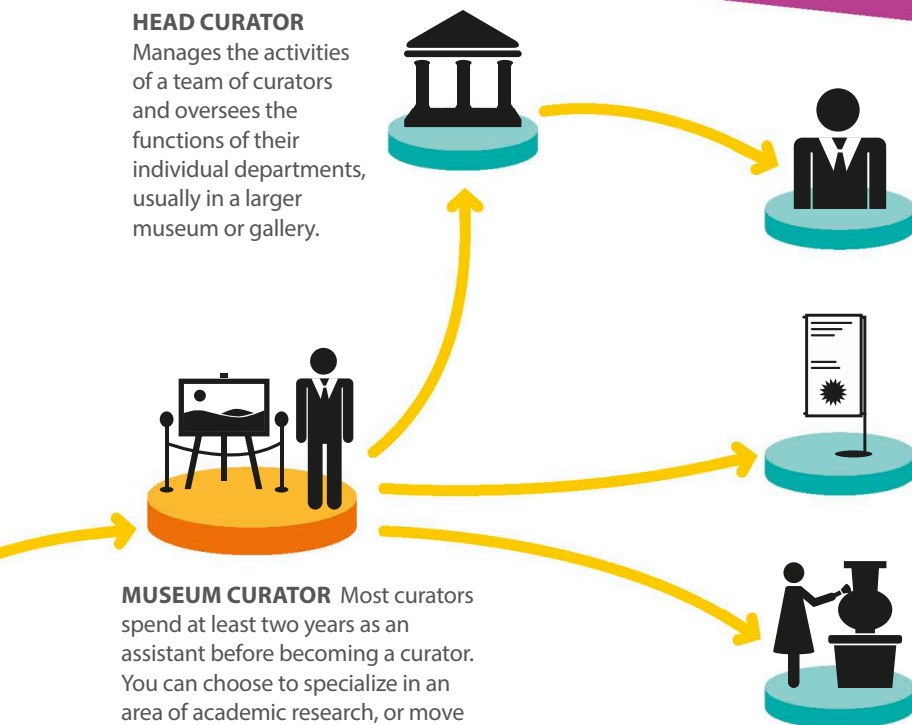 HEAD CURATOR
Manages the activities
of a team of curators
and oversees the
functions of their
individual departments,
usually in a larger
museum or gallery.
MUSEUM CURATOR Most curators
spend at least two years as an
assistant before becoming a curator.
You can choose to specialize in an
area of academic research, or move